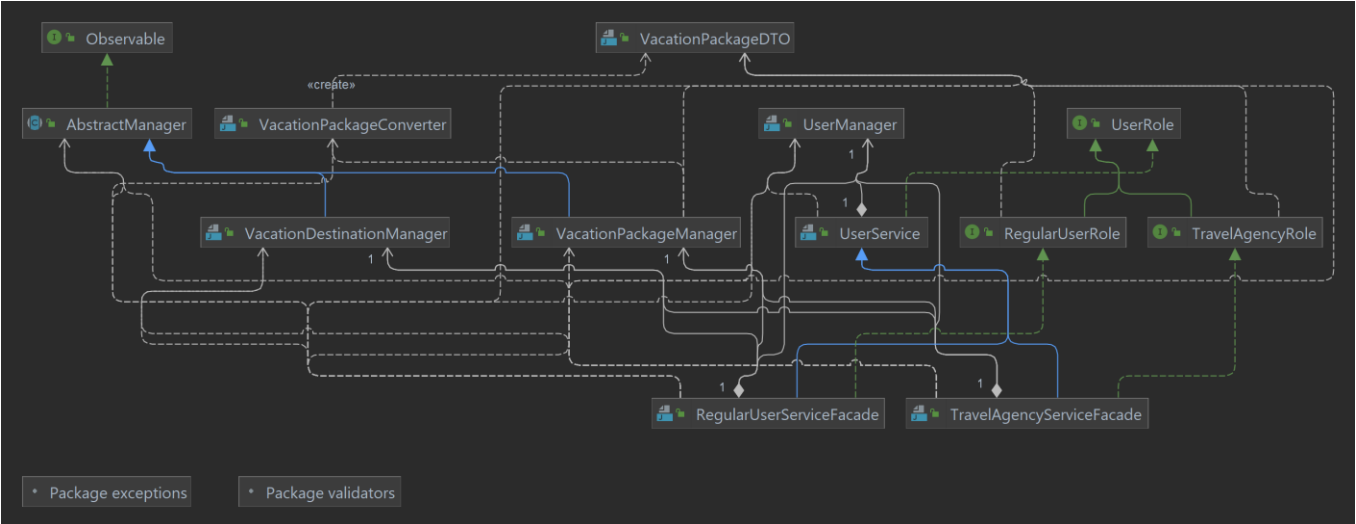 Observable
VacationPackageDTO
«create»
AbstractManager
VacationPackageConverter
UserManager
UserRole
1
1
VacationDestinationManager
VacationPackageManager
UserService
RegularUserRole
TravelAgencyRole
1
1
1
1
RegularUserServiceFacade
TravelAgencyServiceFacade
Package exceptions
Package validators